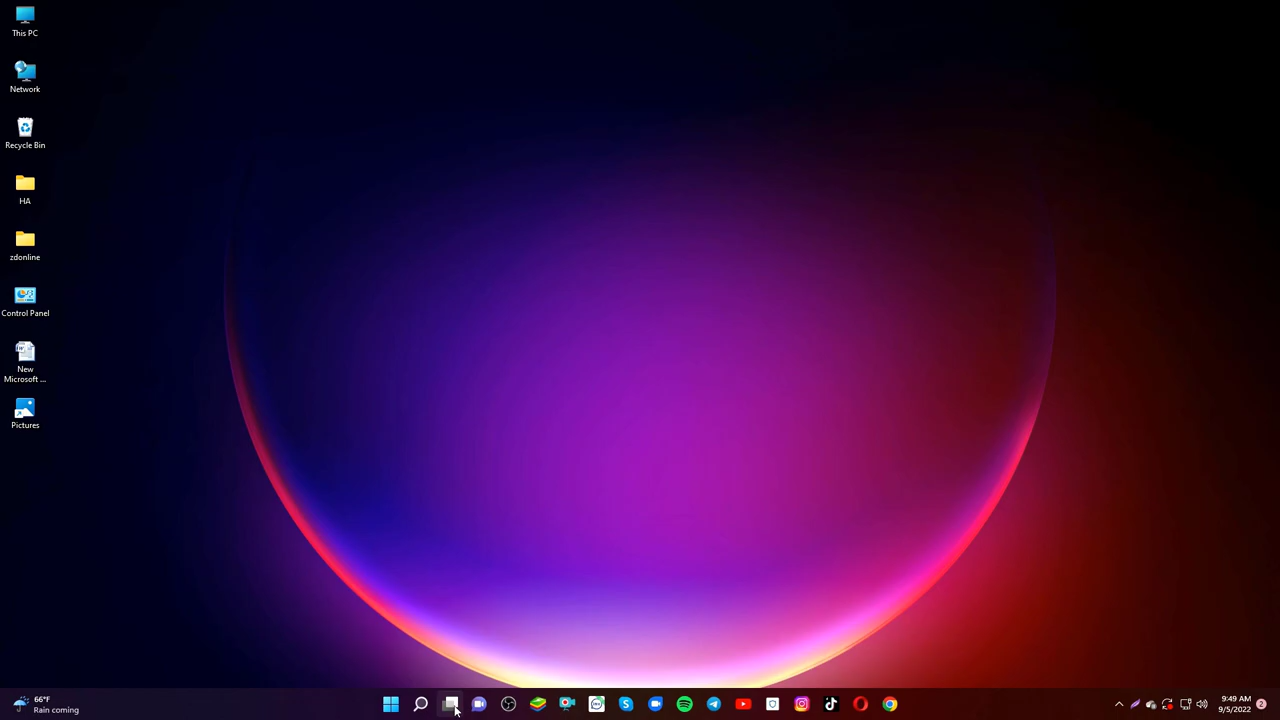 This PC
Network
Recycle Bin
HA
zdonline
Control Panel
New
Microsoft ...
Pictures
66°F
Rain coming
9:49 AM
9/5/2022
2